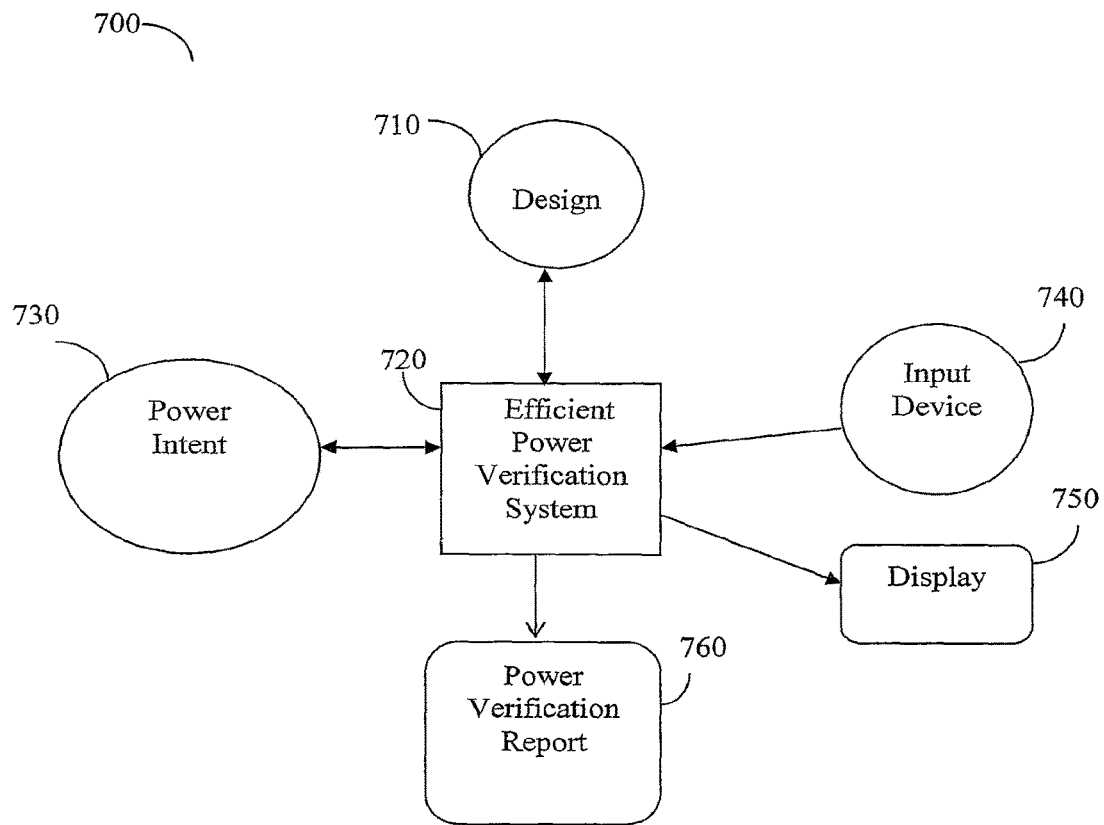 700
710
Design
730
Power
Intent
720
Efficient
Power
Verification
System
740
Input
Device
750
Display
760
Power
Verification
Report